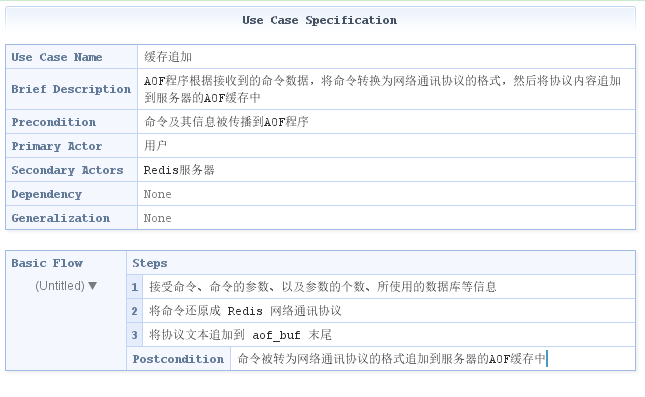 Use Case Specification
Use Case Name 缓存追加
Brief Description AOF程序根据接收到的命令数据，将命令转换为网络通讯协议的格式，然后将协议内容追加
到服务器的AOF缓存中
Precondition 命令及其信息被传播到AOF程序
Primary Actor 用户
Secondary Actors Redis服务器
Dependency None
Generalization None
Basic Flow Steps
(Untitled) ▼ 1 接受命令、命令的参数、以及参数的个数、所使用的数据库等信息
2 将命令还原成 Redis 网络通讯协议
3 将协议文本追加到 aof_buf 末尾
Postcondition 命令被转为网络通讯协议的格式追加到服务器的AOF缓存中